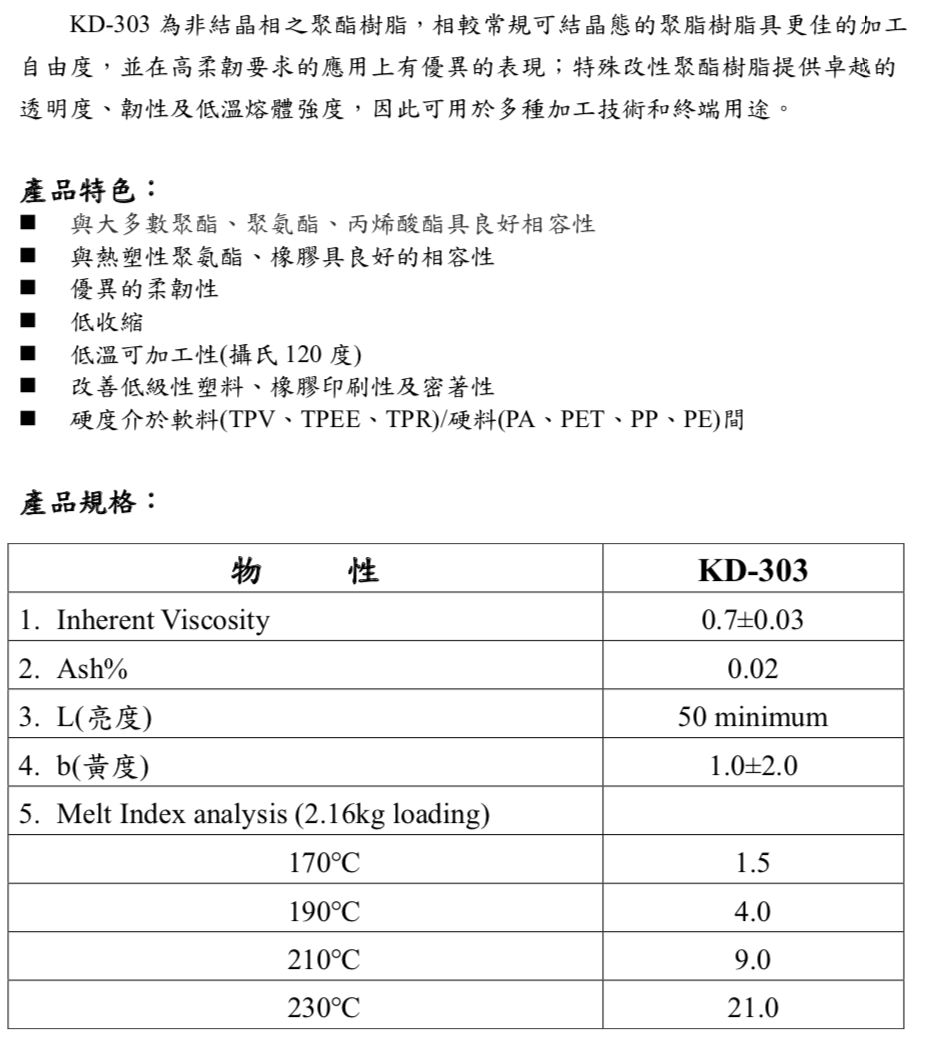 KD-303 為非結晶相之聚酯樹脂，相較常規可結晶態的聚脂樹脂具更佳的加工
自由度，並在高柔韌要求的應用上有優異的表現；特殊改性聚酯樹脂提供卓越的
透明度、韌性及低溫熔體強度，因此可用於多種加工技術和終端用途。
產品特色：
■ 與大多數聚酯、聚氨酯、丙烯酸酯具良好相容性
■ 與熱塑性聚氨酯、橡膠具良好的相容性
■ 優異的柔韌性
■ 低收縮
■ 低溫可加工性(攝氏 120 度)
■ 改善低級性塑料、橡膠印刷性及密著性
■ 硬度介於軟料(TPV、TPEE、TPR)/硬料(PA、PET、PP、PE)間
產品規格：
物 性 KD-303
1. Inherent Viscosity 0.7±0.03
2. Ash% 0.02
3. L(亮度) 50 minimum
4. b(黃度) 1.0±2.0
5. Melt Index analysis (2.16kg loading)
170℃ 1.5
190℃ 4.0
210℃ 9.0
230℃ 21.0